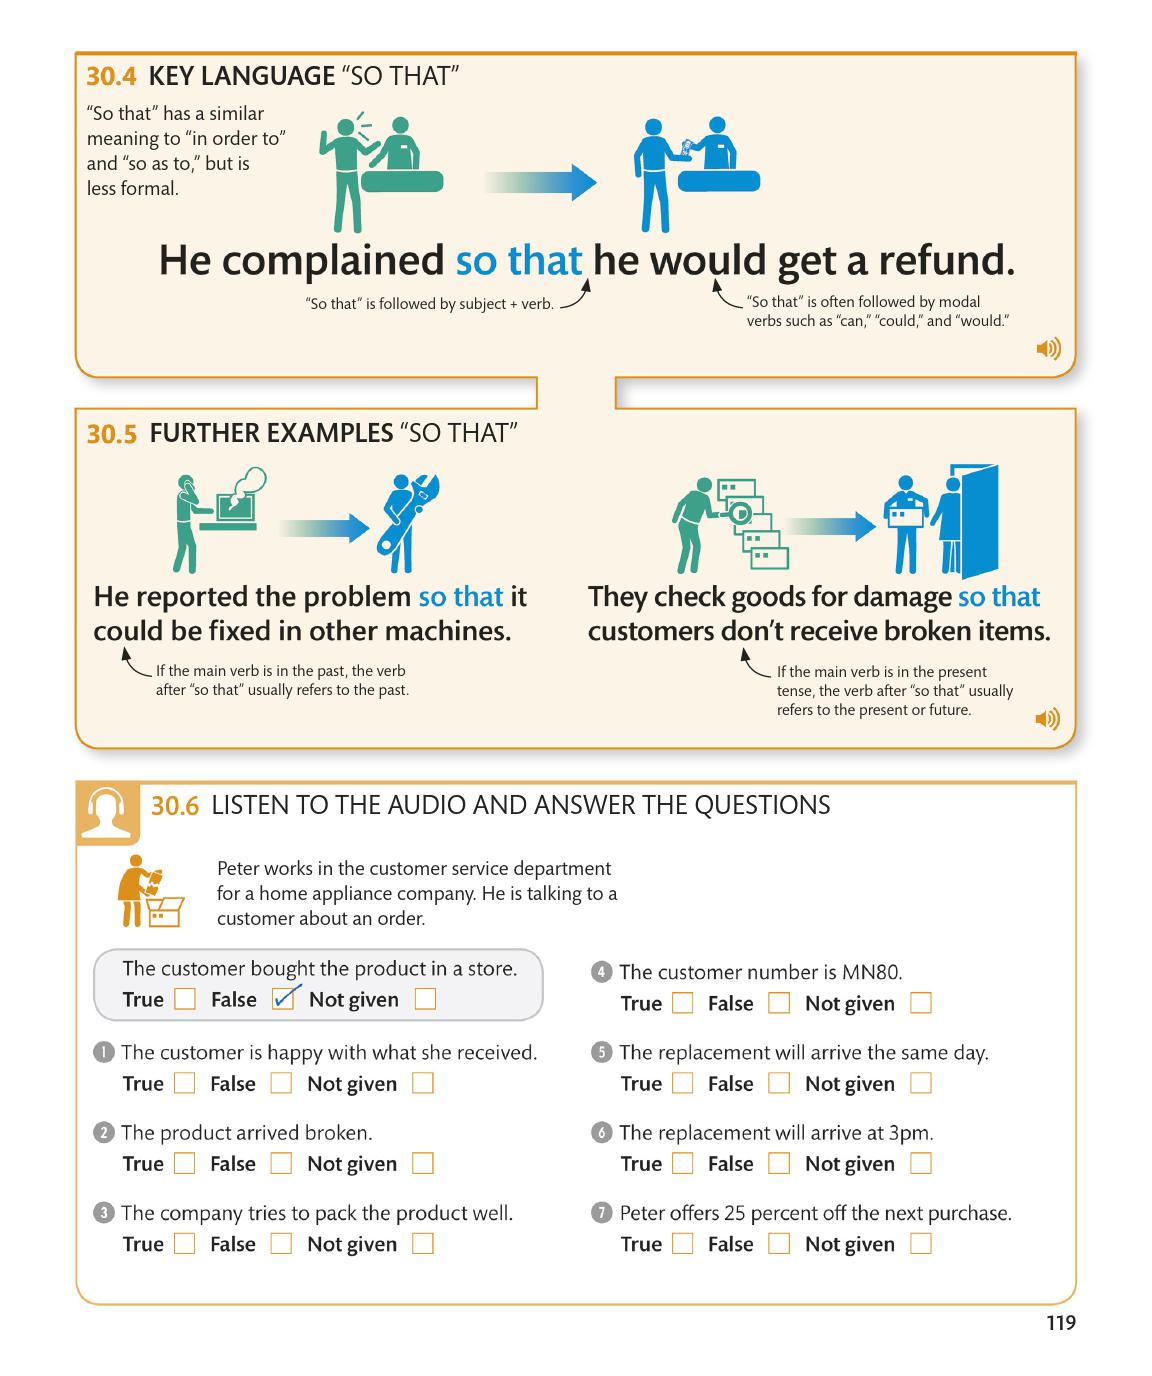 30.4 KEY LANGUAGE “SO THAT”
“So that” has a similar
meaning to “in order to”
and “so as to,” but is
less formal.
He complained so that he would get a refund.
“So that” is followed by subject + verb.
“So that” is often followed by modal
verbs such as “can,” “could,” and “would.”
30.5 FURTHER EXAMPLES “SO THAT”
He reported the problem so that it
could be fixed in other machines.
If the main verb is in the past, the verb
after “so that” usually refers to the past.
They check goods for damage so that
customers don’t receive broken items.
If the main verb is in the present
tense, the verb after “so that” usually
refers to the present or future.
30.6 LISTEN TO THE AUDIO AND ANSWER THE QUESTIONS
Peter works in the customer service department
for a home appliance company. He is talking to a
customer about an order.
The customer bought the product in a store.
True False Not given
1 The customer is happy with what she received.
True False Not given
2 The product arrived broken.
True False Not given
3 The company tries to pack the product well.
True False Not given
4 The customer number is MN80.
True False Not given
5 The replacement will arrive the same day.
True False Not given
6 The replacement will arrive at 3pm.
True False Not given
7 Peter offers 25 percent off the next purchase.
True False Not given
119